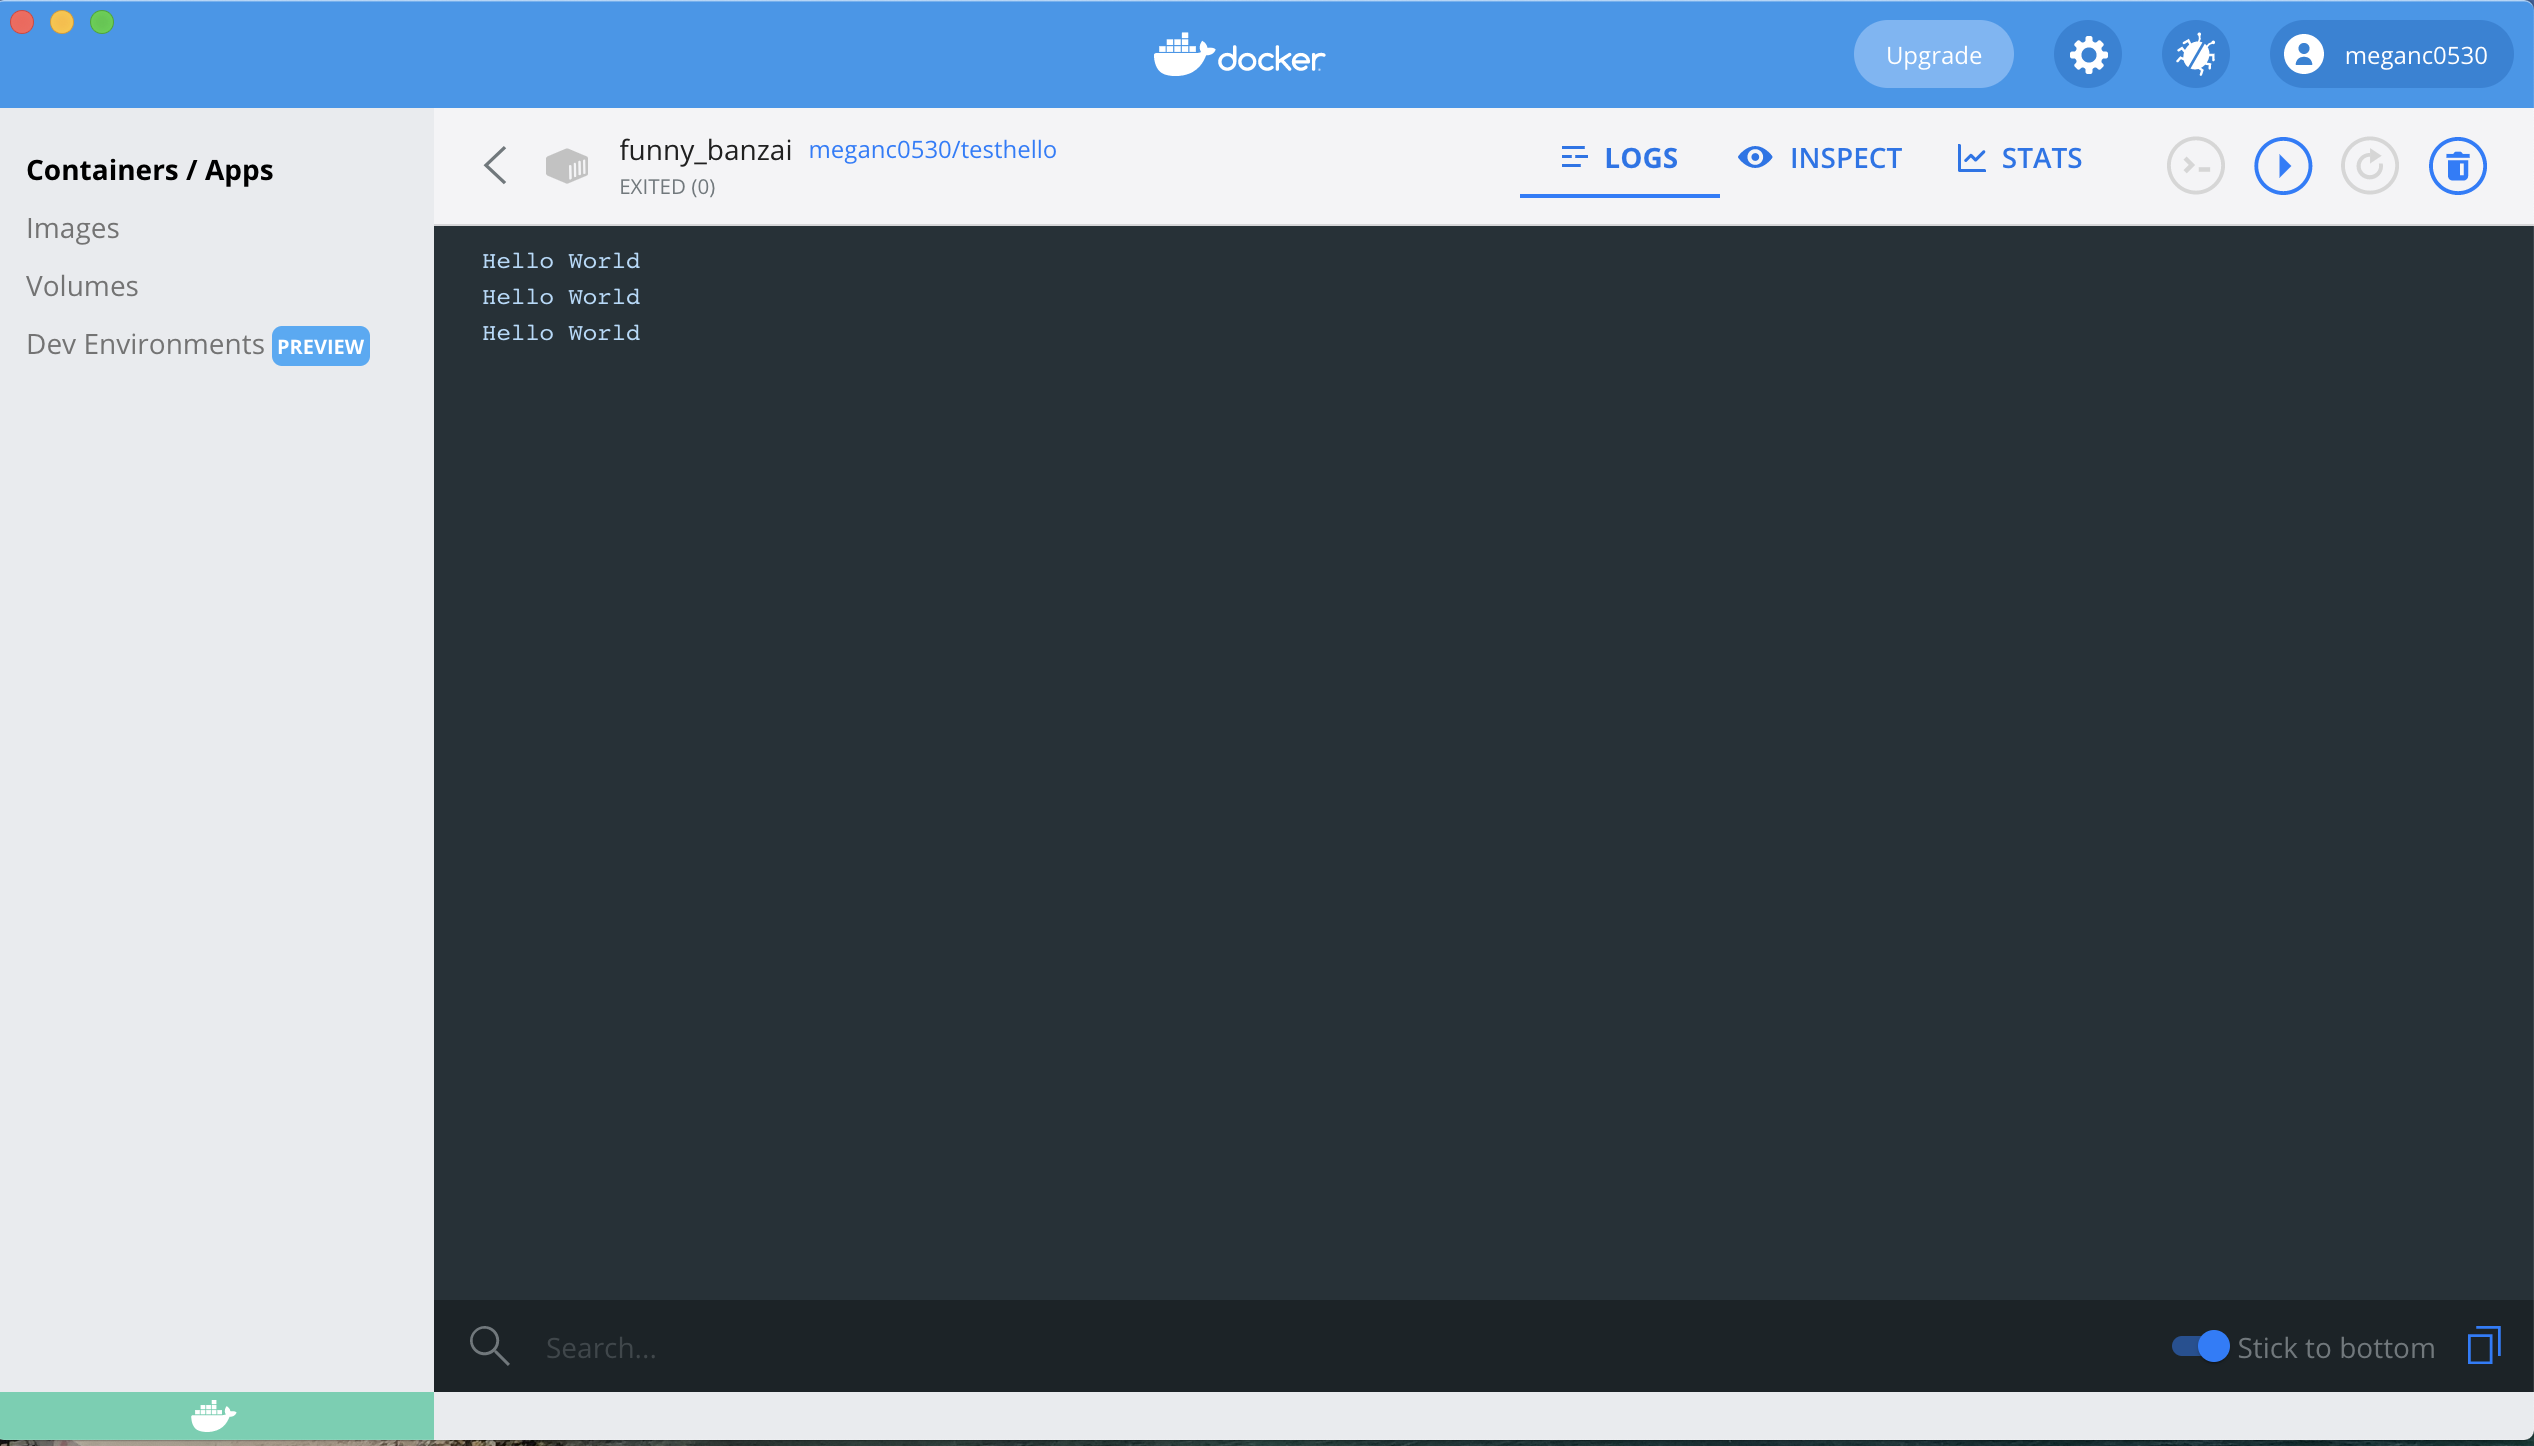 docker
Upgrade
meganc0530
Containers / Apps
Images
Volumes
Dev Environments PREVIEW
funny_banzai meganc0530/testhello
EXITED (0)
LOGS
INSPECT
STATS
Hello World
Hello World
Hello World
Search...
Stick to bottom